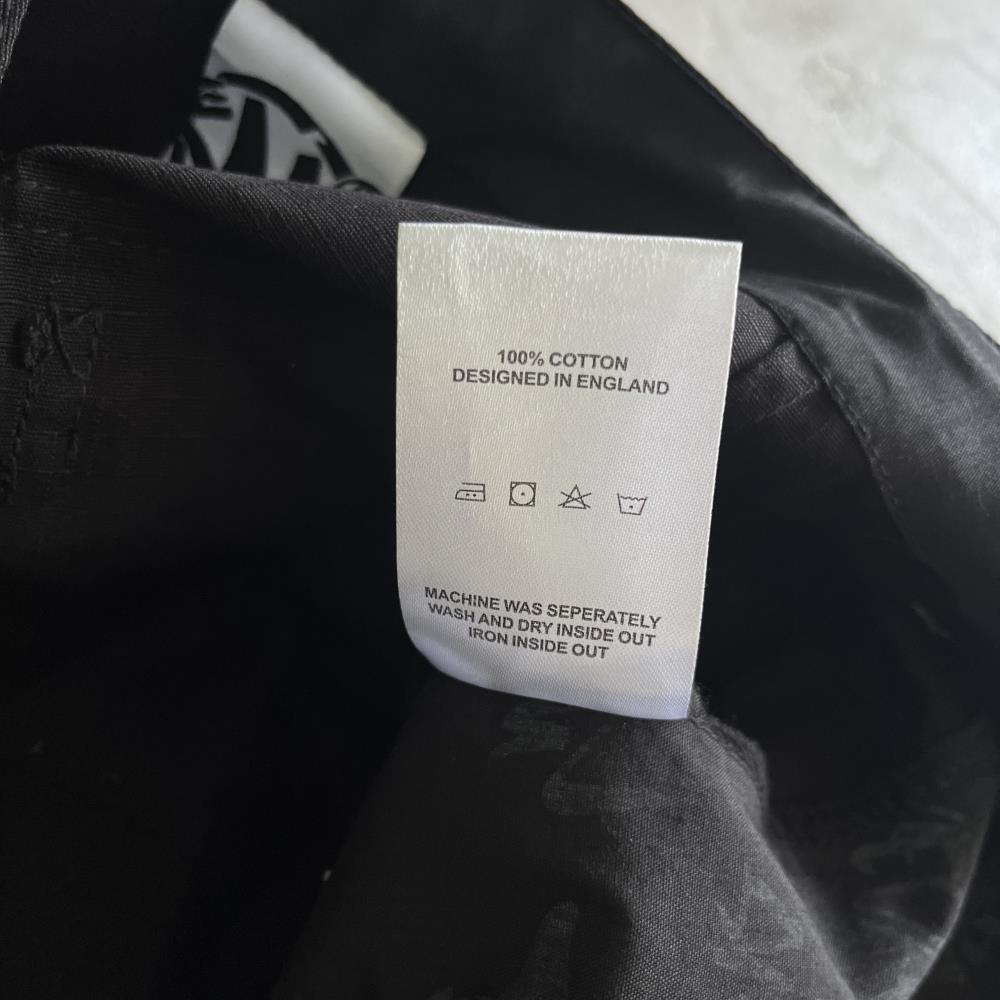 100% COTTON
DESIGNED IN ENGLAND
MACHINE WAS SEPERATELY
WASH AND DRY INSIDE OUT
IRON INSIDE OUT